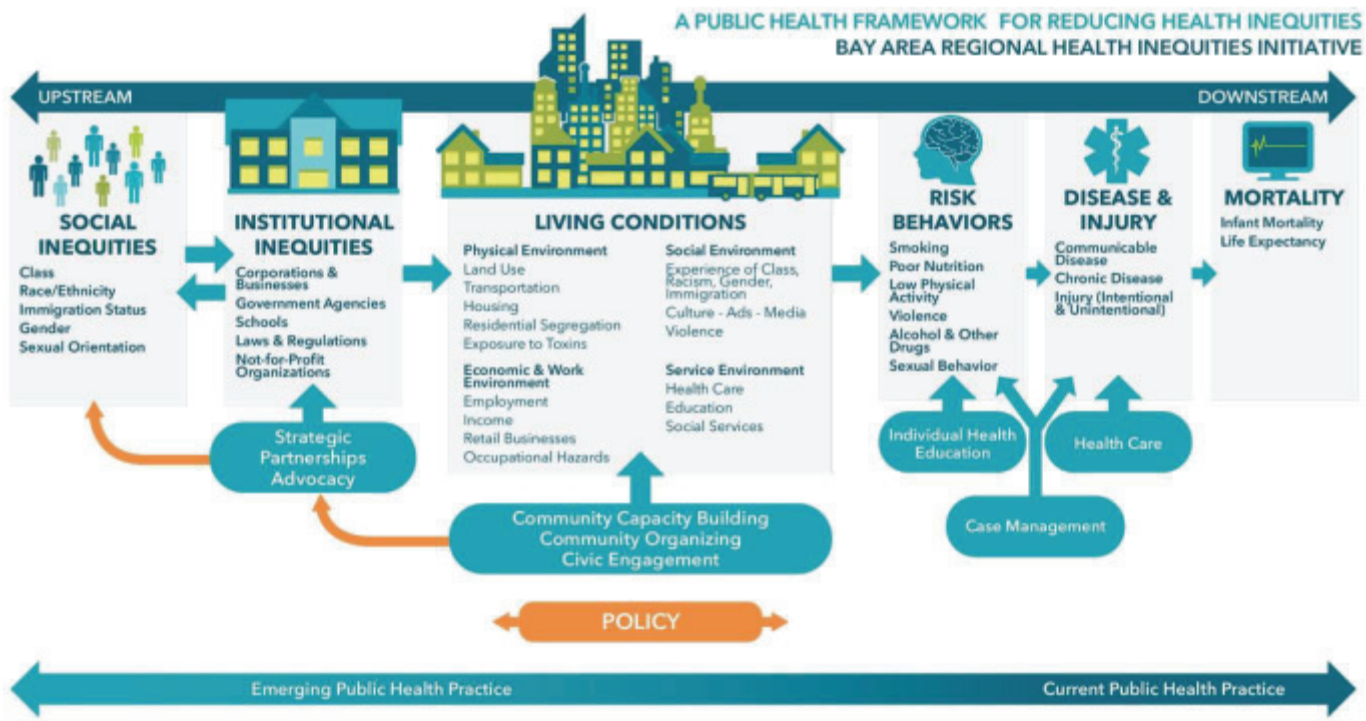 A PUBLIC HEALTH FRAMEWORK FOR REDUCING HEALTH INEQUITIES
BAY AREA REGIONAL HEALTH INEQUITIES INITIATIVE
UPSTREAM
DOWNSTREAM
SOCIAL
INEQUITIES
Class
Race/Ethnicity
Immigration Status
Gender
Sexual Orientation
INSTITUTIONAL
INEQUITIES
Corporations &
Businesses
Government Agencies
Schools
Laws & Regulations
Not-for-Profit
Organizations
LIVING CONDITIONS
Physical Environment
Land Use
Transportation
Housing
Residential Segregation
Exposure to Toxins
Economic & Work
Environment
Employment
Income
Retail Businesses
Occupational Hazards
Social Environment
Experience of Class,
Racism, Gender,
Immigration
Culture - Ads - Media
Violence
Service Environment
Health Care
Education
Social Services
RISK
BEHAVIORS
Smoking
Poor Nutrition
Low Physical
Activity
Violence
Alcohol & Other
Drugs
Sexual Behavior
DISEASE &
INJURY
Communicable
Disease
Chronic Disease
Injury (Intentional
& Unintentional)
MORTALITY
Infant Mortality
Life Expectancy
Strategic
Partnerships
Advocacy
Community Capacity Building
Community Organizing
Civic Engagement
Individual Health
Education
Health Care
Case Management
POLICY
Emerging Public Health Practice
Current Public Health Practice